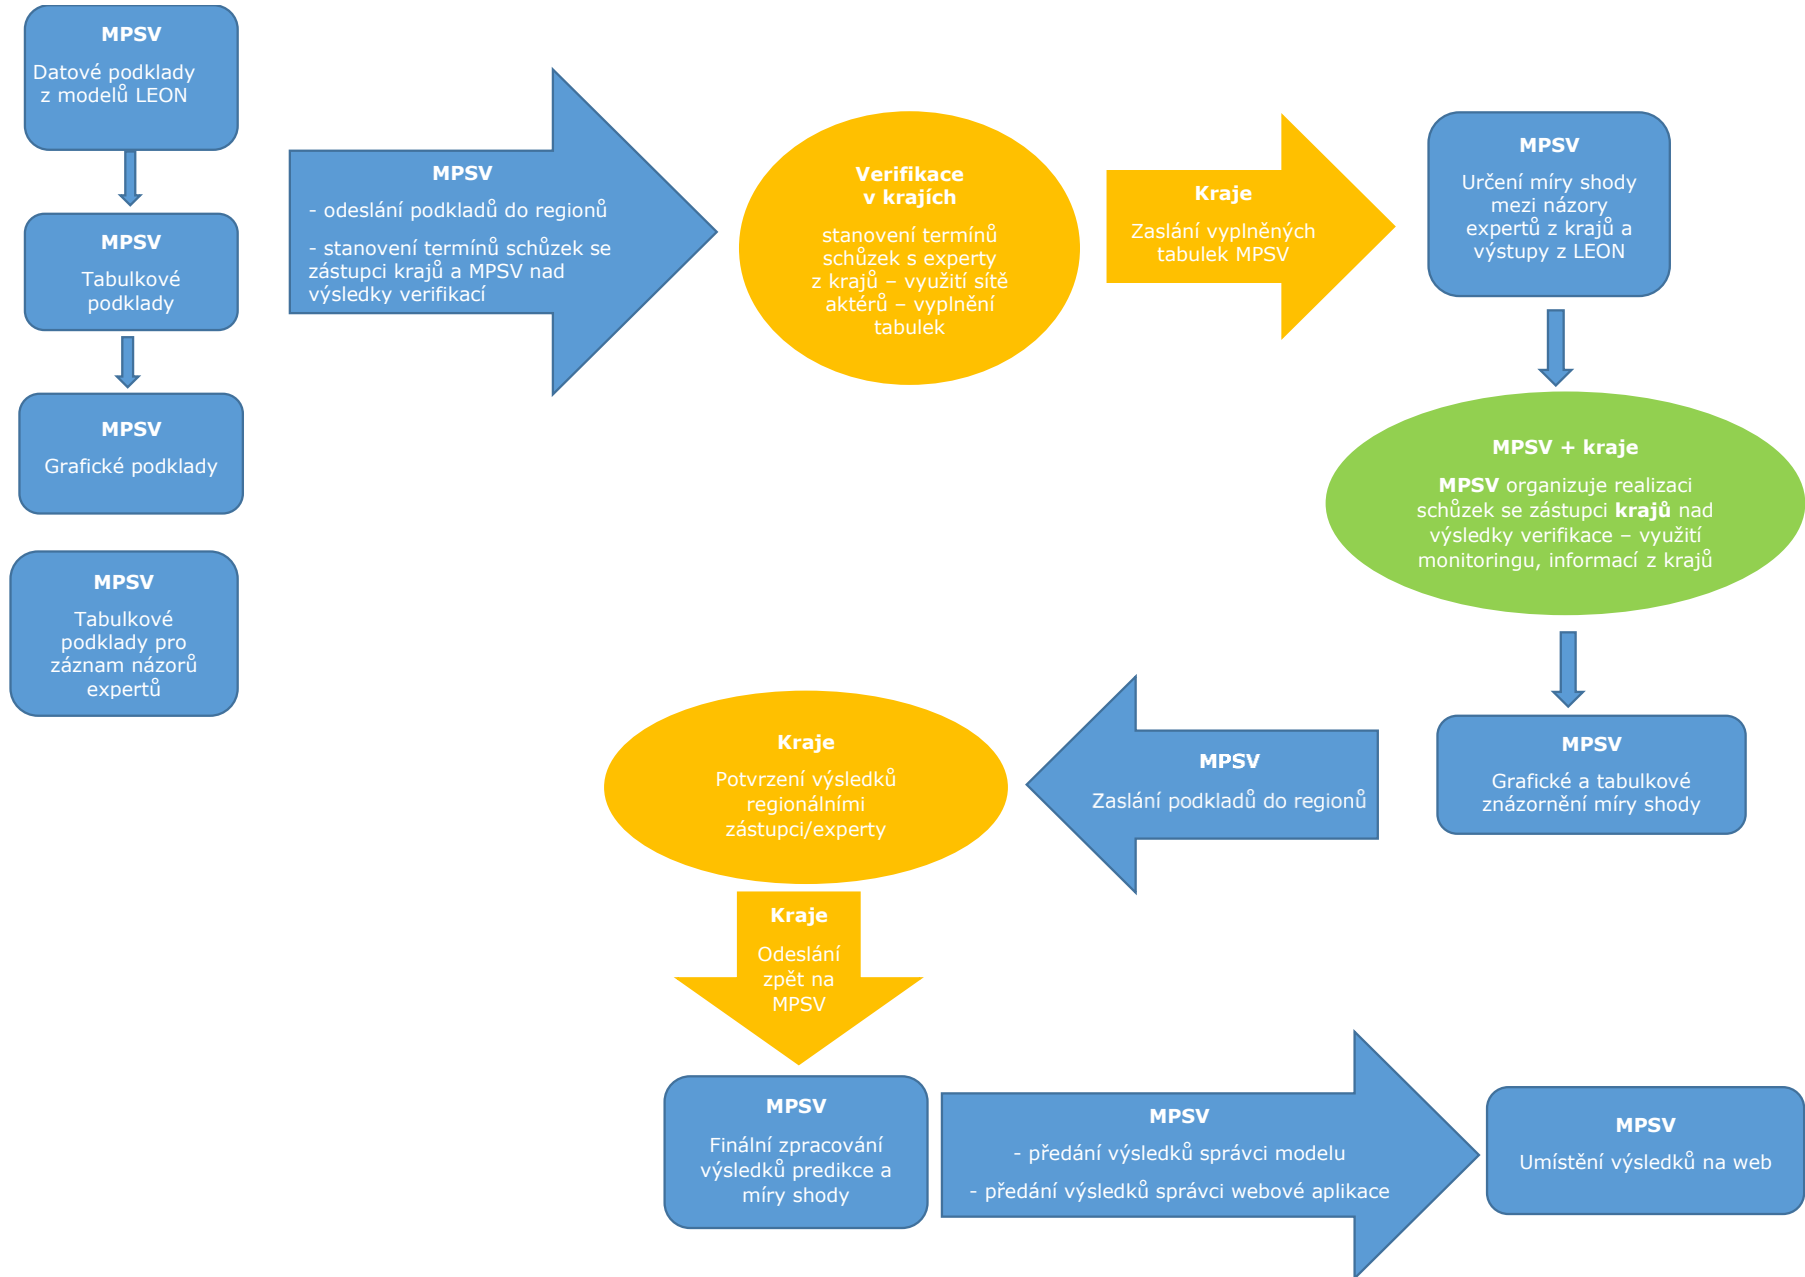 MPSV
Datové podklady
z modelů LEON
MPSV
Tabulkové
podklady
MPSV
Grafické podklady
MPSV
Tabulkové
podklady pro
záznam názorů
expertů
MPSV
- odeslání podkladů do regionů
- stanovení termínů schůzek se
zástupci krajů a MPSV nad
výsledky verifikací
Verifikace
v krajích
stanovení termínů
schůzek s experty
z krajů – využití sítě
aktérů – vyplnění
tabulek
Kraje
Zaslání vyplněných
tabulek MPSV
MPSV
Určení míry shody
mezi názory
expertů z krajů a
výstupy z LEON
MPSV + kraje
MPSV organizuje realizaci
schůzek se zástupci krajů nad
výsledky verifikace – využití
monitoringu, informací z krajů
MPSV
Grafické a tabulkové
znázornění míry shody
MPSV
Zaslání podkladů do regionů
Kraje
Potvrzení výsledků
regionálními
zástupci/experty
Kraje
Odeslání
zpět na
MPSV
MPSV
Finální zpracování
výsledků predikce a
míry shody
MPSV
- předání výsledků správci modelu
- předání výsledků správci webové aplikace
MPSV
Umístění výsledků na web